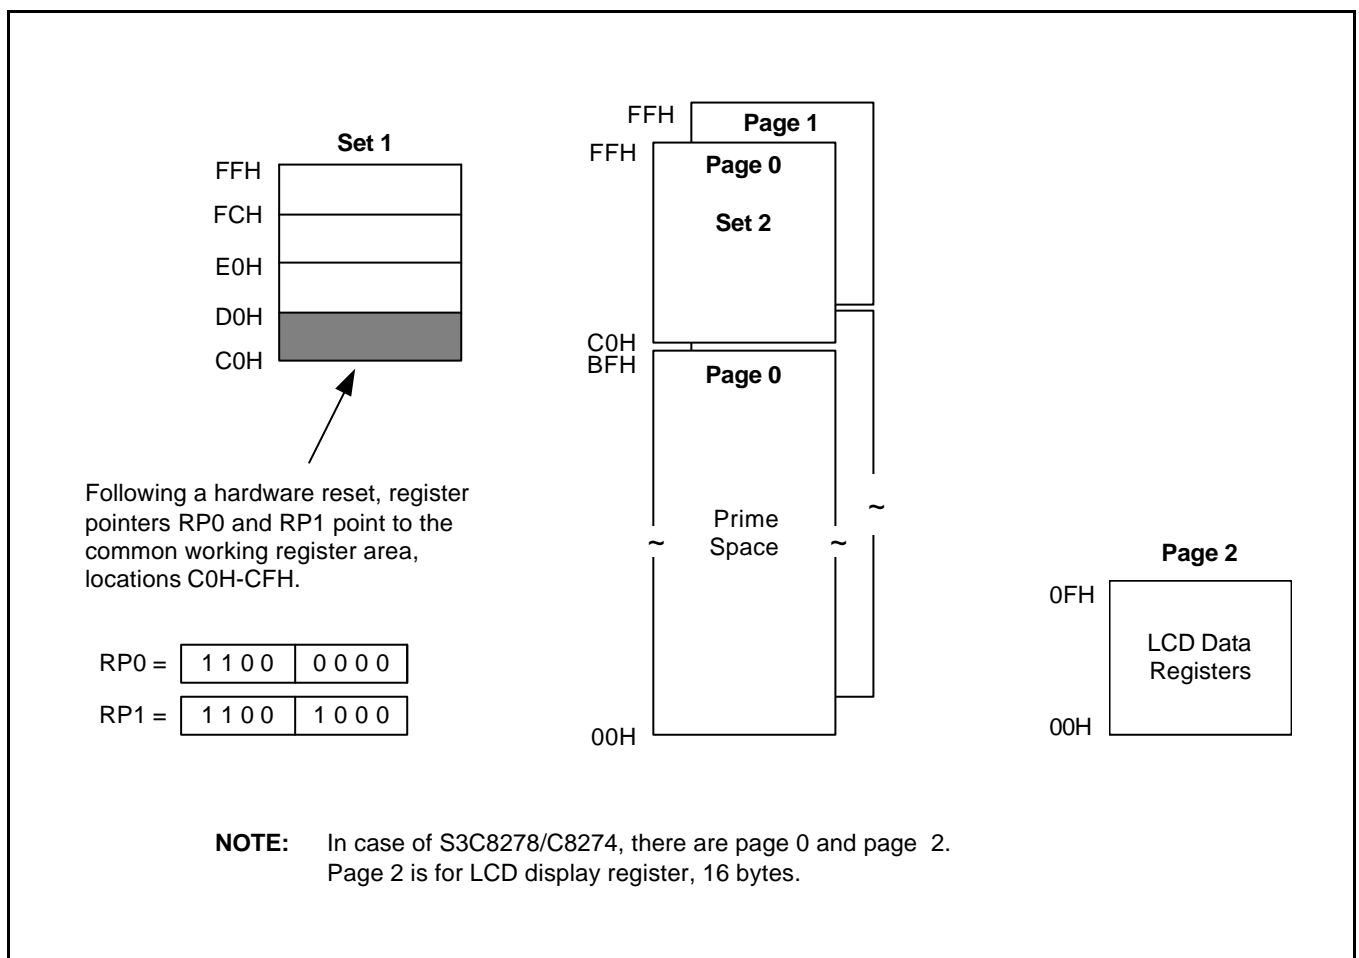 Set 1
FFH
FCH
E0H
D0H
C0H
Following a hardware reset, register
pointers RP0 and RP1 point to the
common working register area,
locations C0H-CFH.
RP0 = 1 1 0 0 0 0 0 0
RP1 = 1 1 0 0 1 0 0 0
FFH
Page 1
FFH
Page 0
Set 2
C0H
BFH
Page 0
Prime
Space
~ ~ ~
00H
Page 2
0FH
LCD Data
Registers
00H
NOTE: In case of S3C8278/C8274, there are page 0 and page 2.
Page 2 is for LCD display register, 16 bytes.